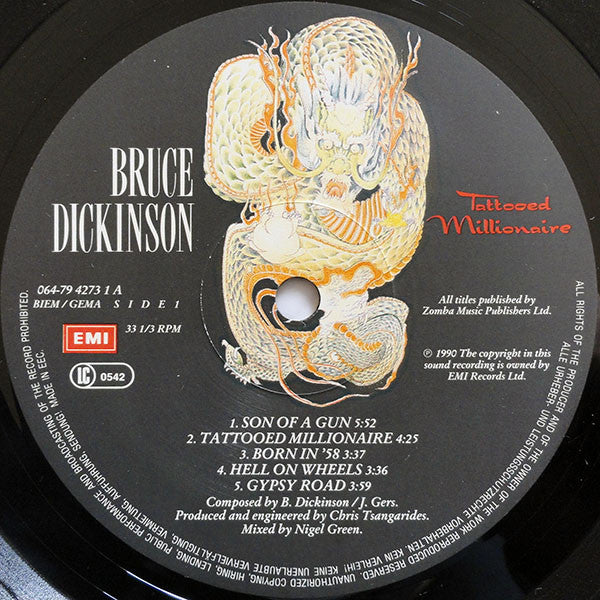 BRUCE
DICKINSON
Tattooed
Millionaire
064-79 4273 1 A
BIEM / GEMA SIDE 1
EMI
33 1/3 RPM
LC 0542
All titles published by
Zomba Music Publishers Ltd.
℗ 1990 The copyright in this
sound recording is owned by
EMI Records Ltd.
1. SON OF A GUN 5:52
2. TATTOOED MILLIONAIRE 4:25
3. BORN IN '58 3:37
4. HELL ON WHEELS 3:36
5. GYPSY ROAD 3:59
Composed by B. Dickinson / J. Gers.
Produced and engineered by Chris Tsangarides.
Mixed by Nigel Green.
ALL RIGHTS OF THE PRODUCER AND OF THE OWNER OF THE WORK REPRODUCED RESERVED. UNAUTHORIZED COPYING, HIRING, LENDING, PUBLIC PERFORMANCE AND BROADCASTING OF THE RECORD PROHIBITED.
ALLE URHEBER- UND LEISTUNGSSCHUTZRECHTE VORBEHALTEN. KEIN VERLEIH! KEINE UNERLAUBTE VERVIELFÄLTIGUNG, VERMIETUNG, AUFFÜHRUNG, SENDUNG! MADE IN EEC.